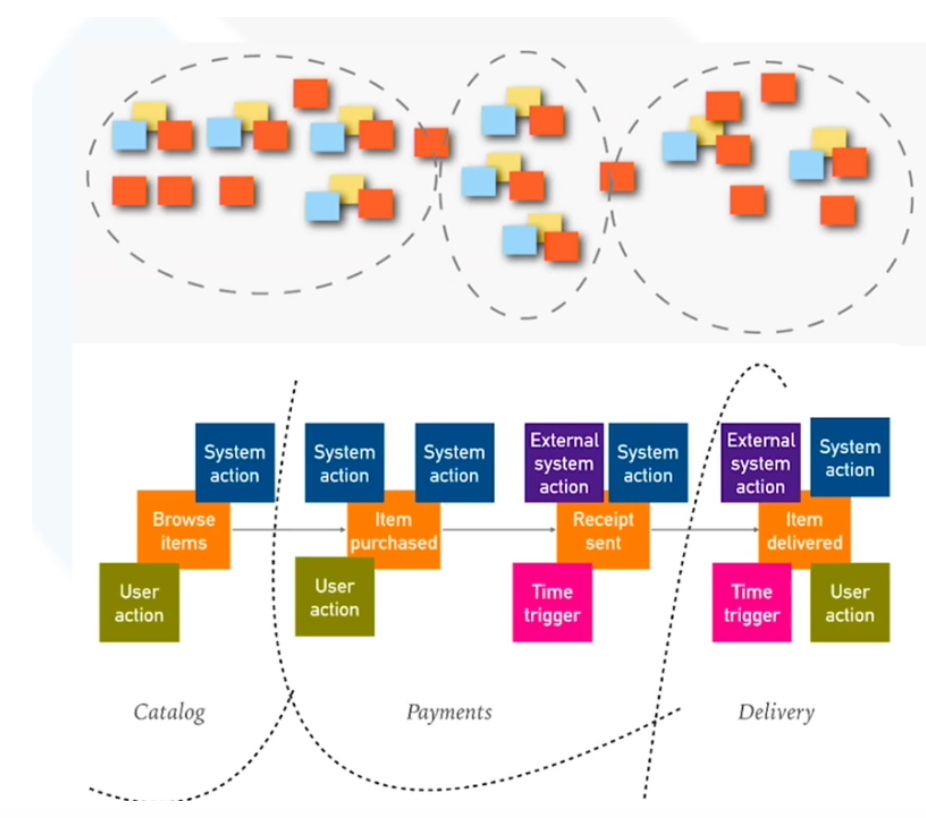 System
action
System
action
System
action
External
system
action
System
action
External
system
action
System
action
Browse
items
Item
purchased
Receipt
sent
Item
delivered
User
action
User
action
Time
trigger
Time
trigger
User
action
Catalog
Payments
Delivery